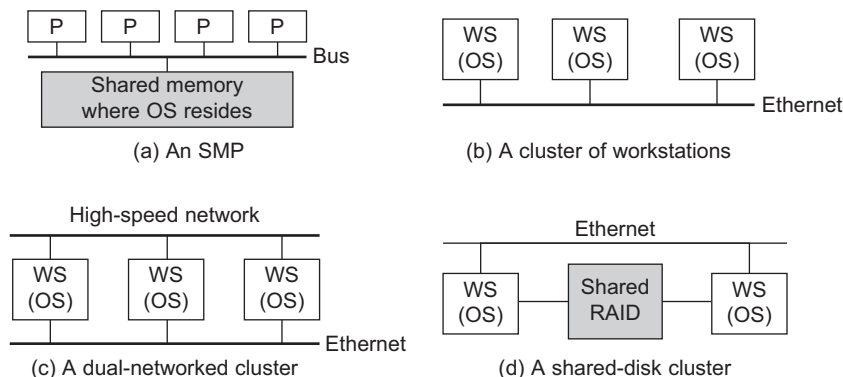 P P P P
Bus
Shared memory
where OS resides
(a) An SMP
WS WS WS
(OS) (OS) (OS)
Ethernet
(b) A cluster of workstations
High-speed network
WS WS WS
(OS) (OS) (OS)
Ethernet
(c) A dual-networked cluster
Ethernet
WS Shared WS
(OS) RAID (OS)
(d) A shared-disk cluster